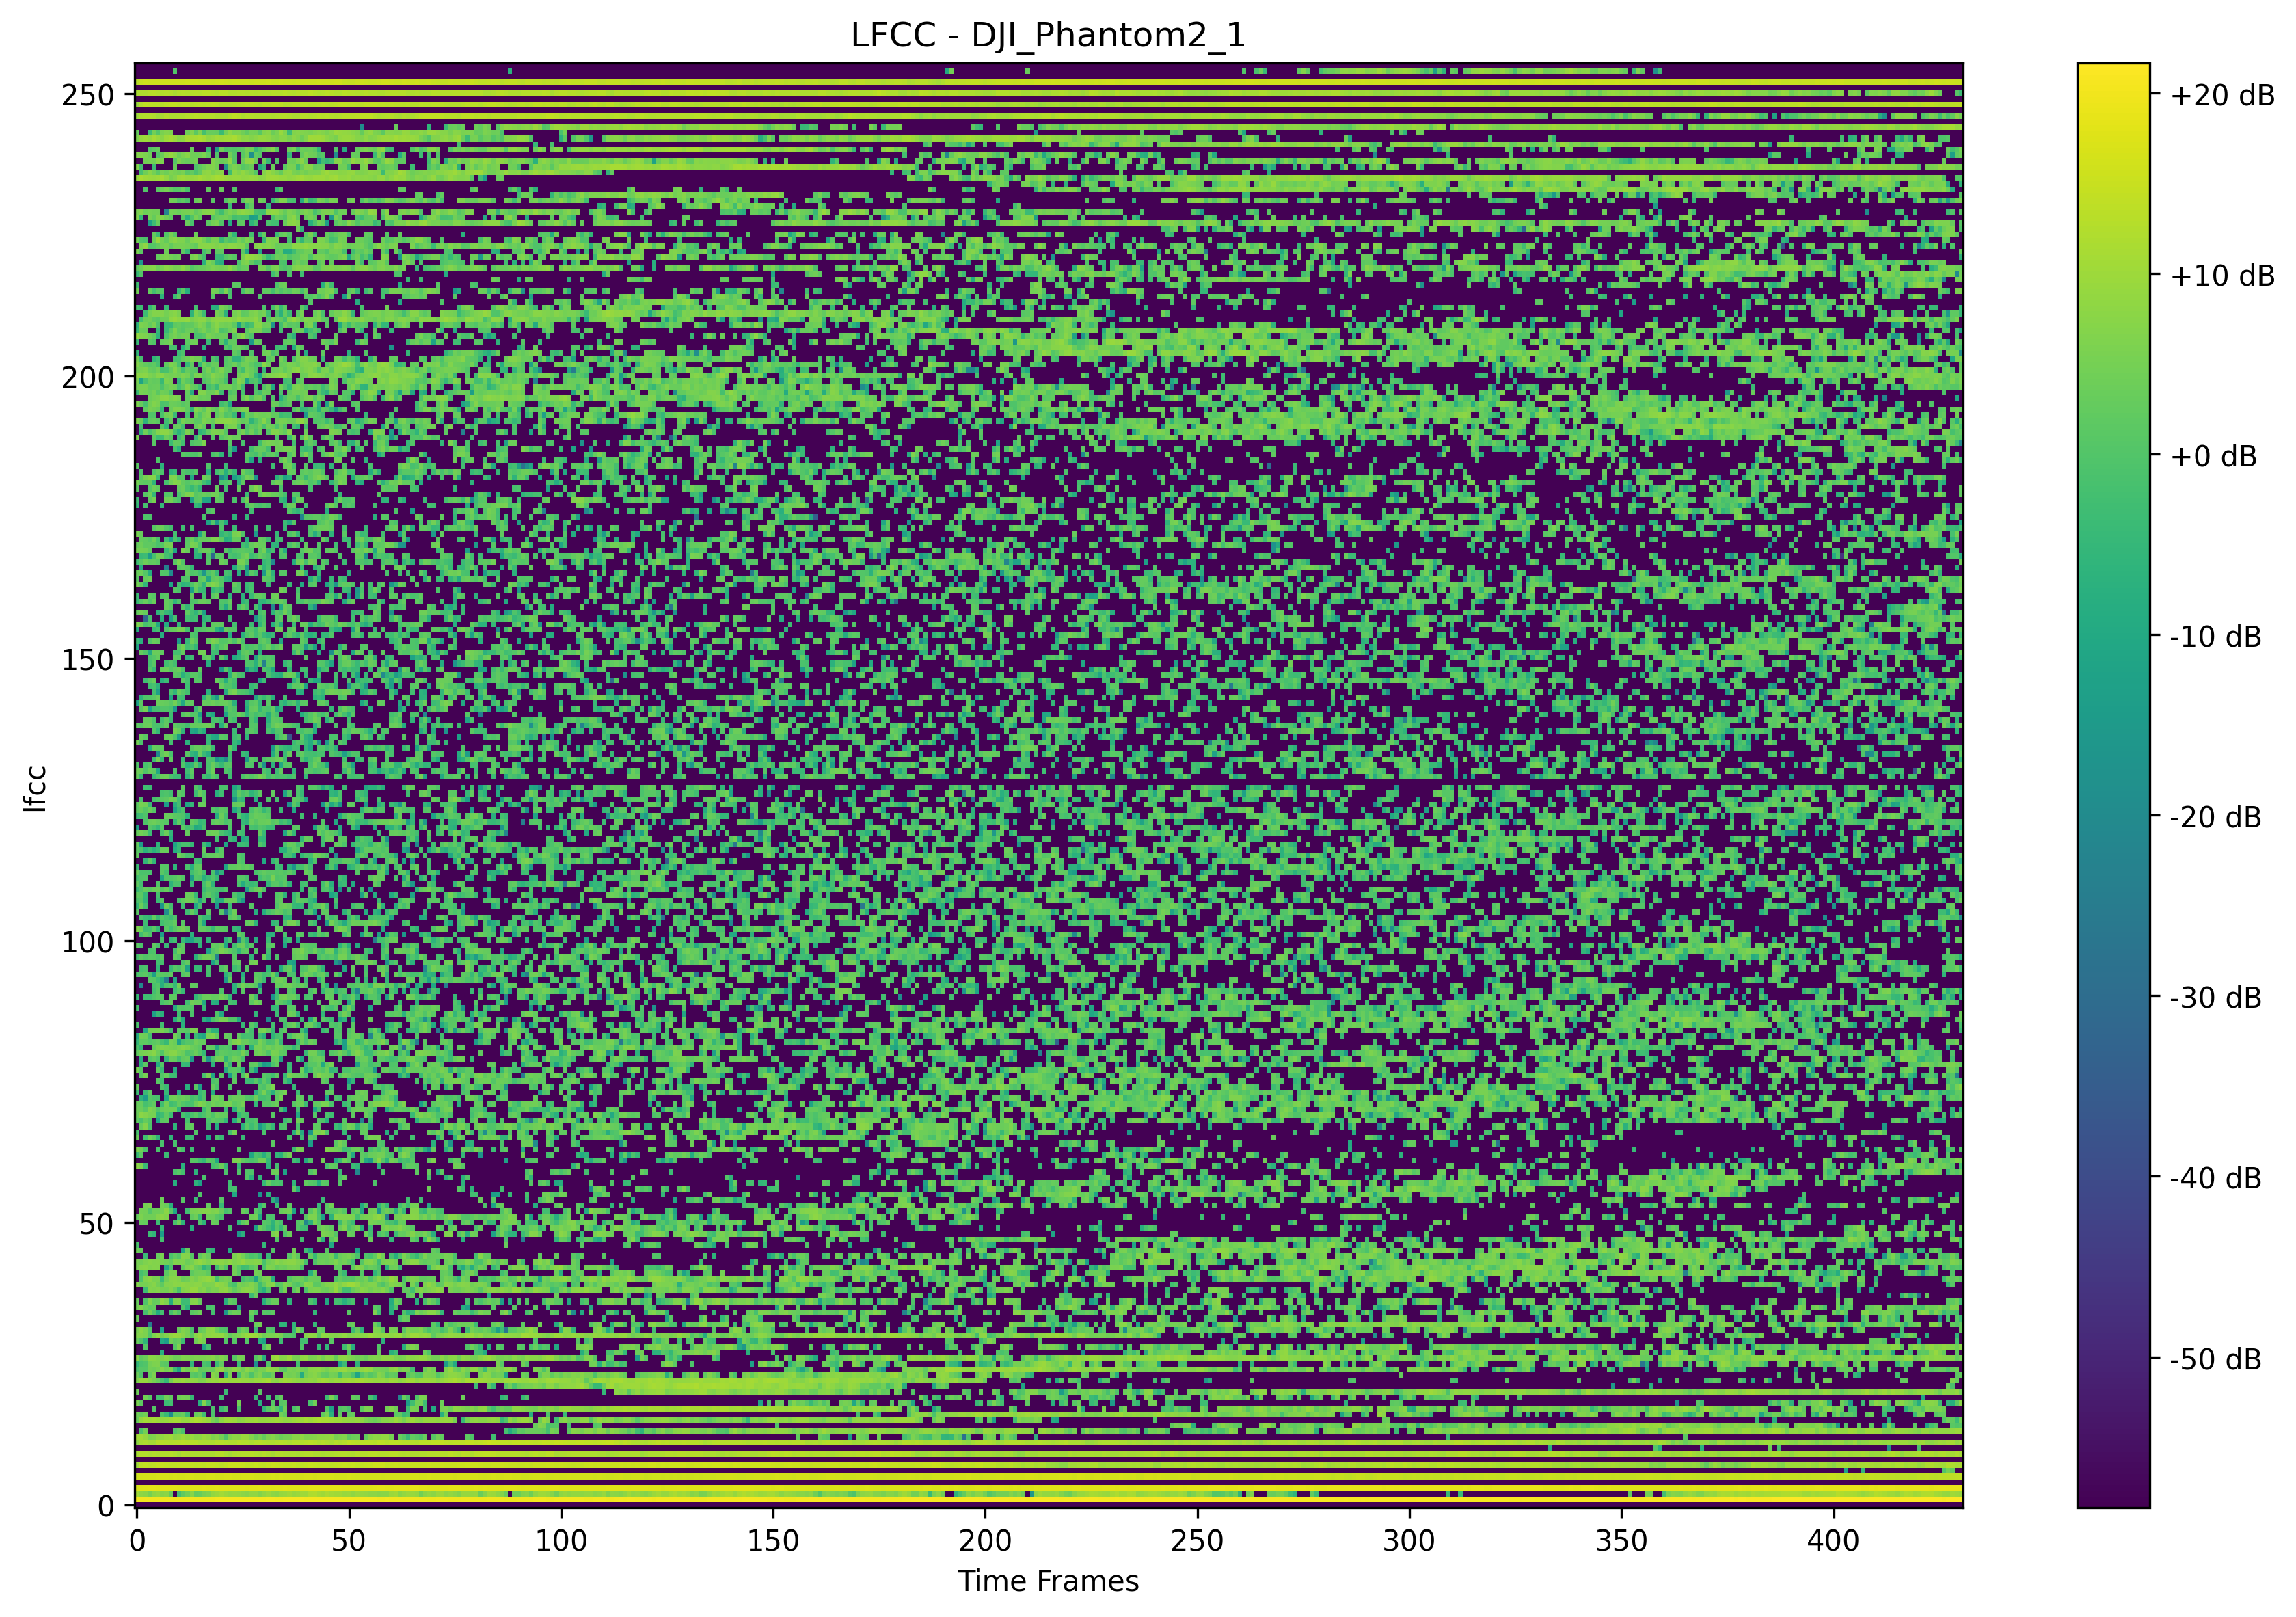 LFCC - DJI_Phantom2_1
lfcc
250
200
150
100
50
0
0 50 100 150 200 250 300 350 400
Time Frames
+20 dB
+10 dB
+0 dB
-10 dB
-20 dB
-30 dB
-40 dB
-50 dB